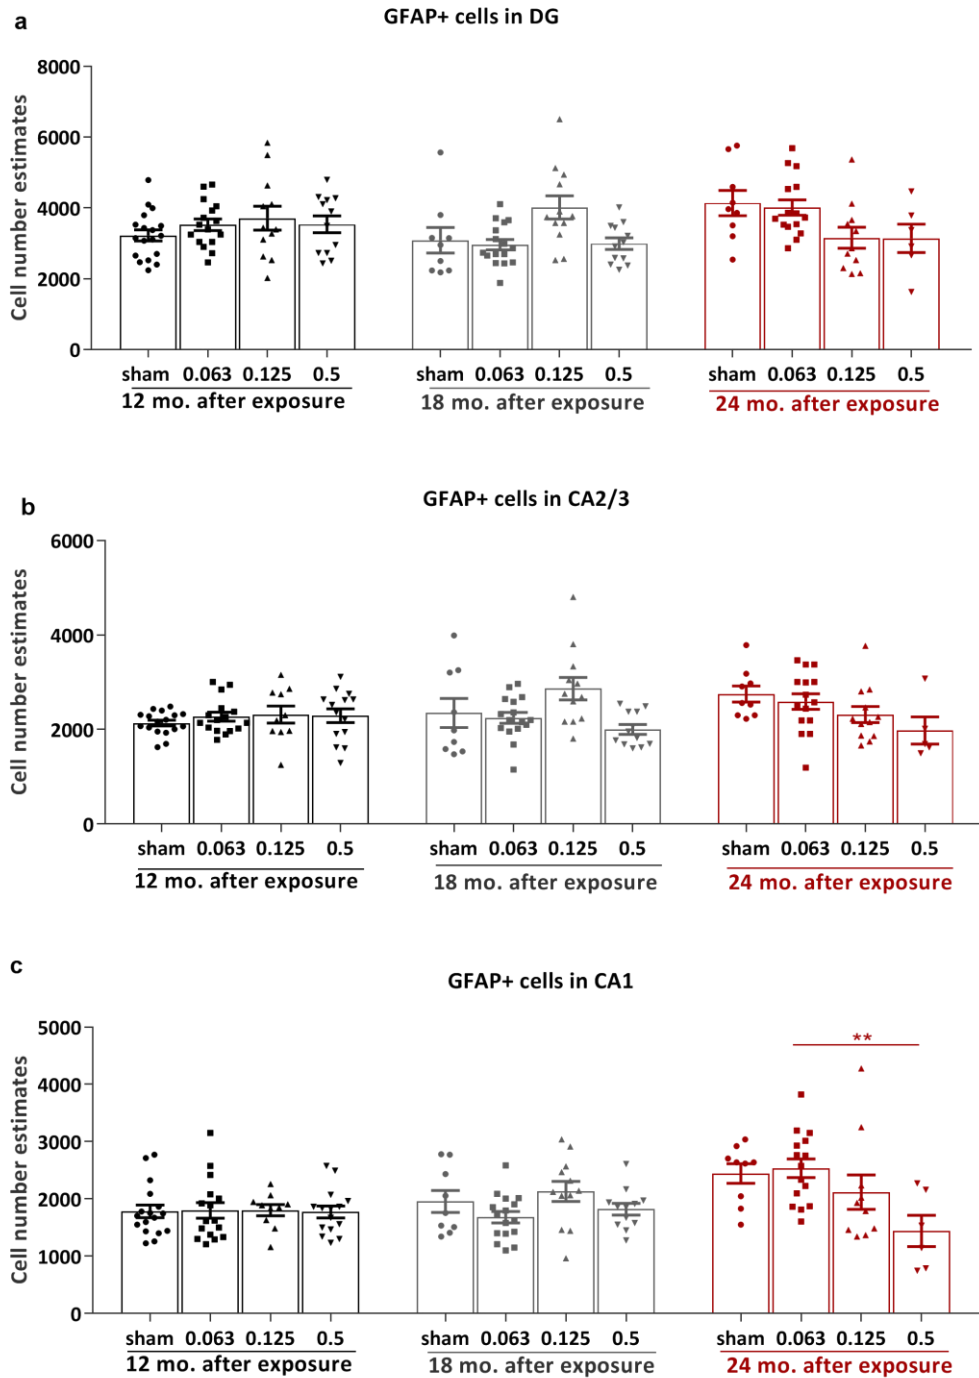 a
GFAP+ cells in DG
Cell number estimates
8000
6000
4000
2000
0
sham 0.063 0.125 0.5 sham 0.063 0.125 0.5 sham 0.063 0.125 0.5
12 mo. after exposure 18 mo. after exposure 24 mo. after exposure
b
GFAP+ cells in CA2/3
Cell number estimates
6000
4000
2000
0
sham 0.063 0.125 0.5 sham 0.063 0.125 0.5 sham 0.063 0.125 0.5
12 mo. after exposure 18 mo. after exposure 24 mo. after exposure
c
GFAP+ cells in CA1
Cell number estimates
5000
4000
3000
2000
1000
0
**
sham 0.063 0.125 0.5 sham 0.063 0.125 0.5 sham 0.063 0.125 0.5
12 mo. after exposure 18 mo. after exposure 24 mo. after exposure